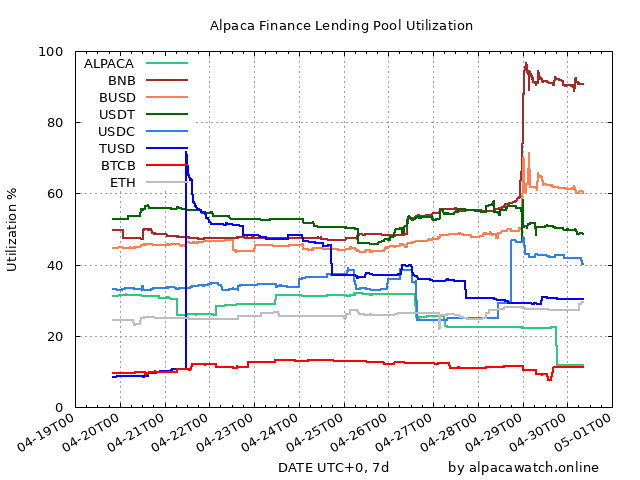 Alpaca Finance Lending Pool Utilization
100
80
60
40
20
0
Utilization %
ALPACA
BNB
BUSD
USDT
USDC
TUSD
BTCB
ETH
04-19T00
04-20T00
04-21T00
04-22T00
04-23T00
04-24T00
04-25T00
04-26T00
04-27T00
04-28T00
04-29T00
04-30T00
05-01T00
DATE UTC+0, 7d
by alpacawatch.online